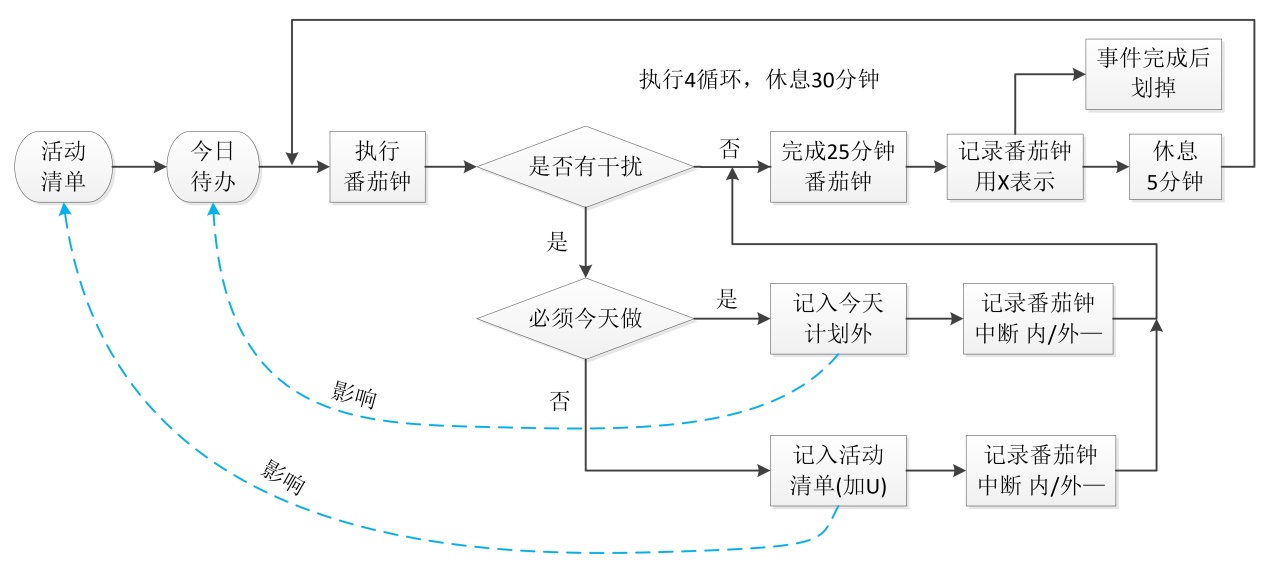 事件完成后
划掉
执行4循环，休息30分钟
活动
清单
今日
待办
执行
番茄钟
是否有干扰
否
完成25分钟
番茄钟
记录番茄钟
用X表示
休息
5分钟
是
必须今天做
是
记入今天
计划外
记录番茄钟
中断 内/外—
影响
否
记入活动
清单(加U)
记录番茄钟
中断 内/外—
影响